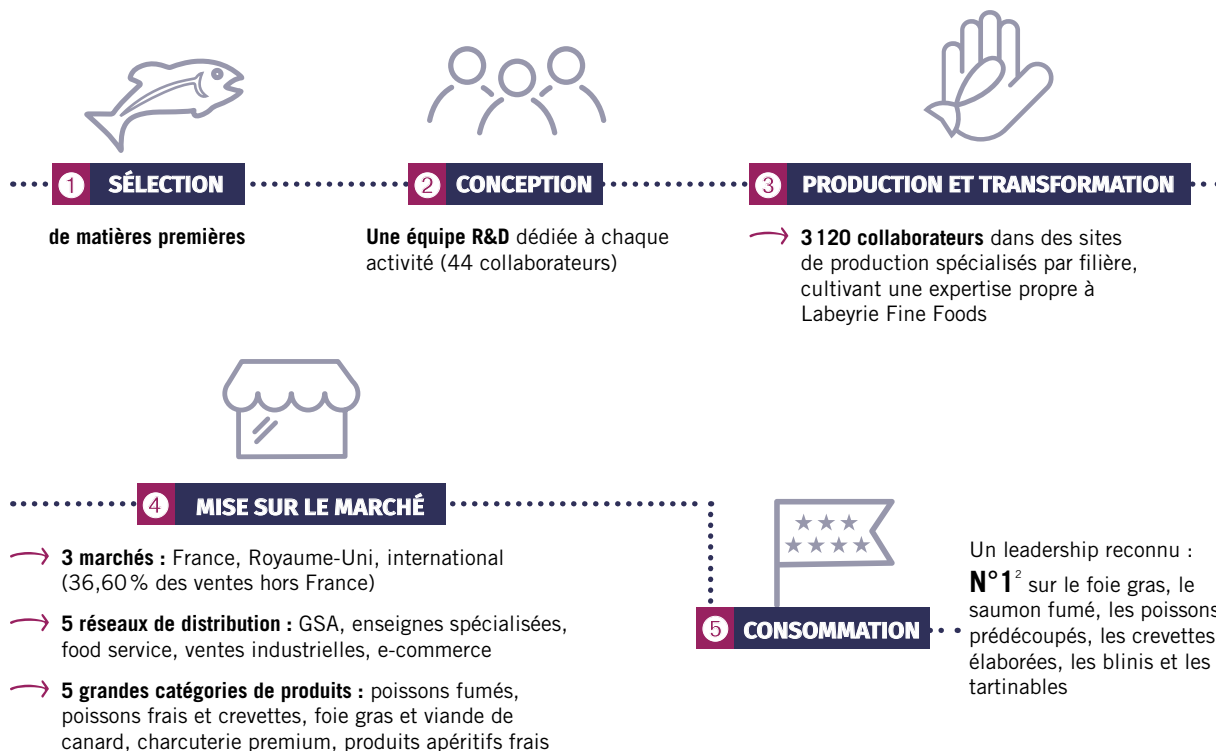 1 SÉLECTION
de matières premières
2 CONCEPTION
Une équipe R&D dédiée à chaque
activité (44 collaborateurs)
3 PRODUCTION ET TRANSFORMATION
3 120 collaborateurs dans des sites
de production spécialisés par filière,
cultivant une expertise propre à
Labeyrie Fine Foods
4 MISE SUR LE MARCHÉ
3 marchés : France, Royaume-Uni, international
(36,60 % des ventes hors France)
5 réseaux de distribution : GSA, enseignes spécialisées,
food service, ventes industrielles, e-commerce
5 grandes catégories de produits : poissons fumés,
poissons frais et crevettes, foie gras et viande de
canard, charcuterie premium, produits apéritifs frais
5 CONSOMMATION
Un leadership reconnu :
N°1² sur le foie gras, le
saumon fumé, les poissons
prédécoupés, les crevettes
élaborées, les blinis et les
tartinables